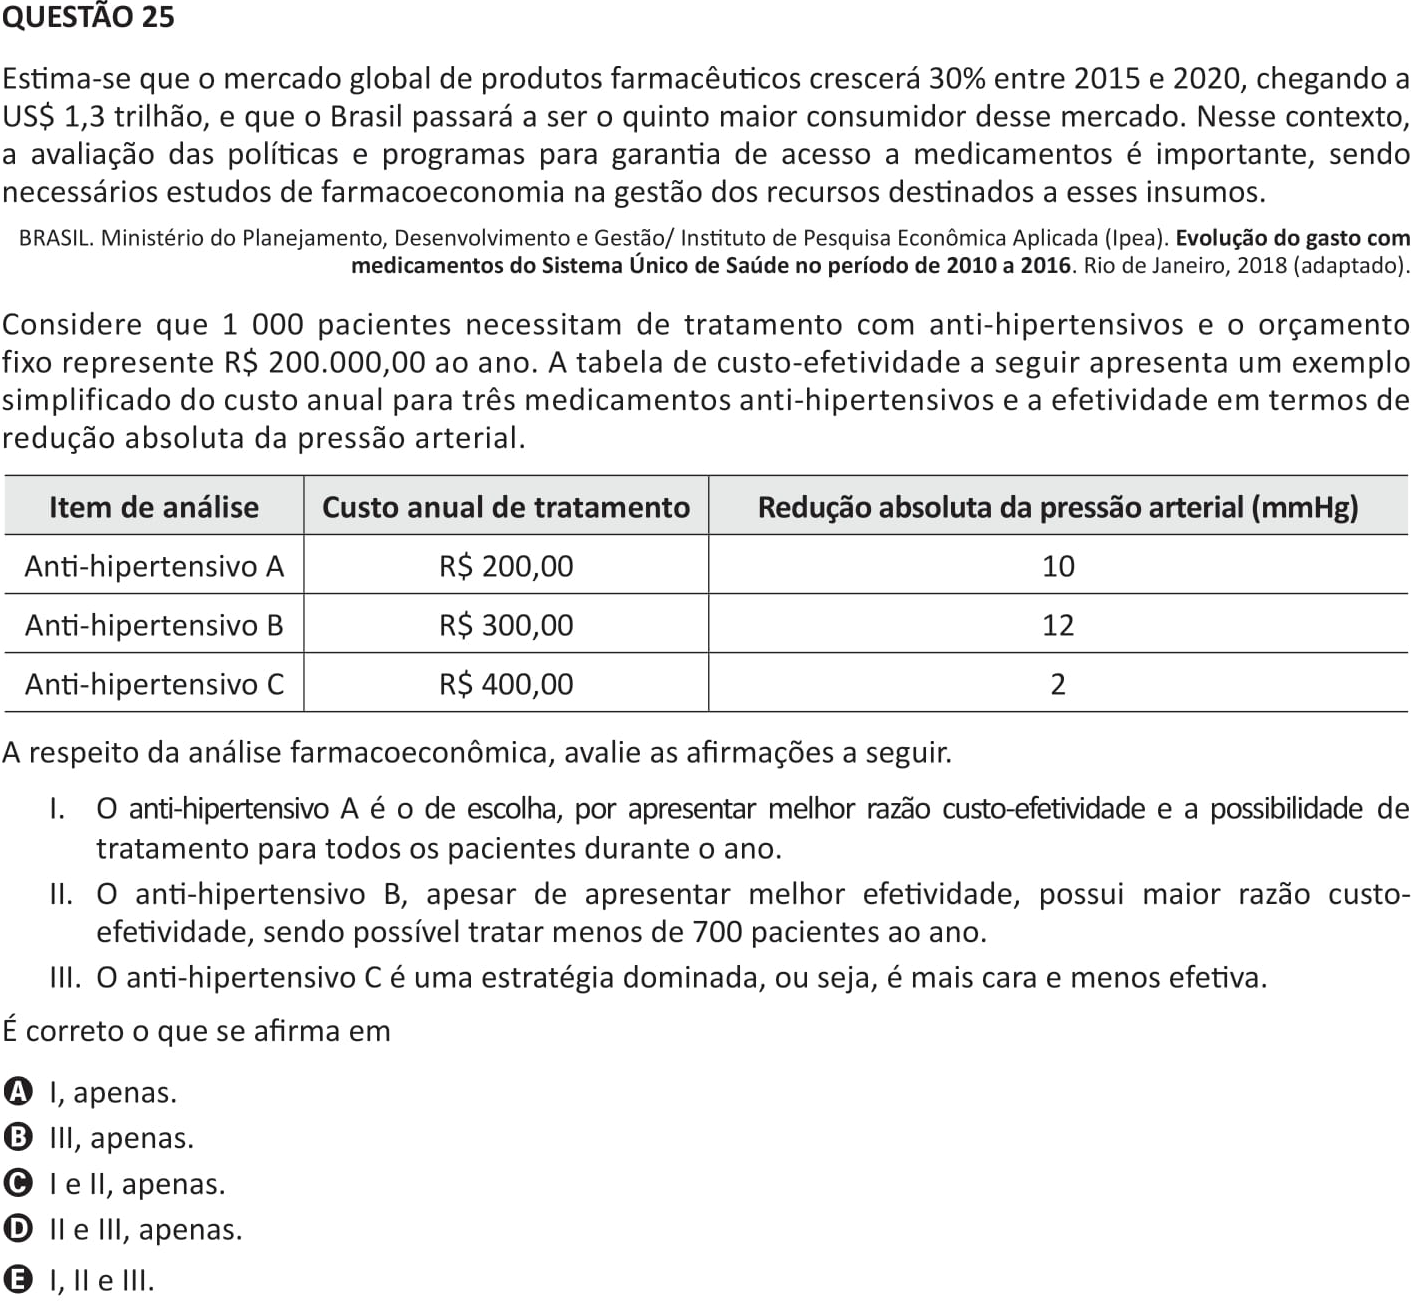 QUESTÃO 25
Estima-se que o mercado global de produtos farmacêuticos crescerá 30% entre 2015 e 2020, chegando a
US$ 1,3 trilhão, e que o Brasil passará a ser o quinto maior consumidor desse mercado. Nesse contexto,
a avaliação das políticas e programas para garantia de acesso a medicamentos é importante, sendo
necessários estudos de farmacoeconomia na gestão dos recursos destinados a esses insumos.
BRASIL. Ministério do Planejamento, Desenvolvimento e Gestão/ Instituto de Pesquisa Econômica Aplicada (Ipea). Evolução do gasto com
medicamentos do Sistema Único de Saúde no período de 2010 a 2016. Rio de Janeiro, 2018 (adaptado).
Considere que 1 000 pacientes necessitam de tratamento com anti-hipertensivos e o orçamento
fixo represente R$ 200.000,00 ao ano. A tabela de custo-efetividade a seguir apresenta um exemplo
simplificado do custo anual para três medicamentos anti-hipertensivos e a efetividade em termos de
redução absoluta da pressão arterial.
Item de análise Custo anual de tratamento Redução absoluta da pressão arterial (mmHg)
Anti-hipertensivo A R$ 200,00 10
Anti-hipertensivo B R$ 300,00 12
Anti-hipertensivo C R$ 400,00 2
A respeito da análise farmacoeconômica, avalie as afirmações a seguir.
I. O anti-hipertensivo A é o de escolha, por apresentar melhor razão custo-efetividade e a possibilidade de
tratamento para todos os pacientes durante o ano.
II. O anti-hipertensivo B, apesar de apresentar melhor efetividade, possui maior razão custo-
efetividade, sendo possível tratar menos de 700 pacientes ao ano.
III. O anti-hipertensivo C é uma estratégia dominada, ou seja, é mais cara e menos efetiva.
É correto o que se afirma em
A I, apenas.
B III, apenas.
C I e II, apenas.
D II e III, apenas.
E I, II e III.